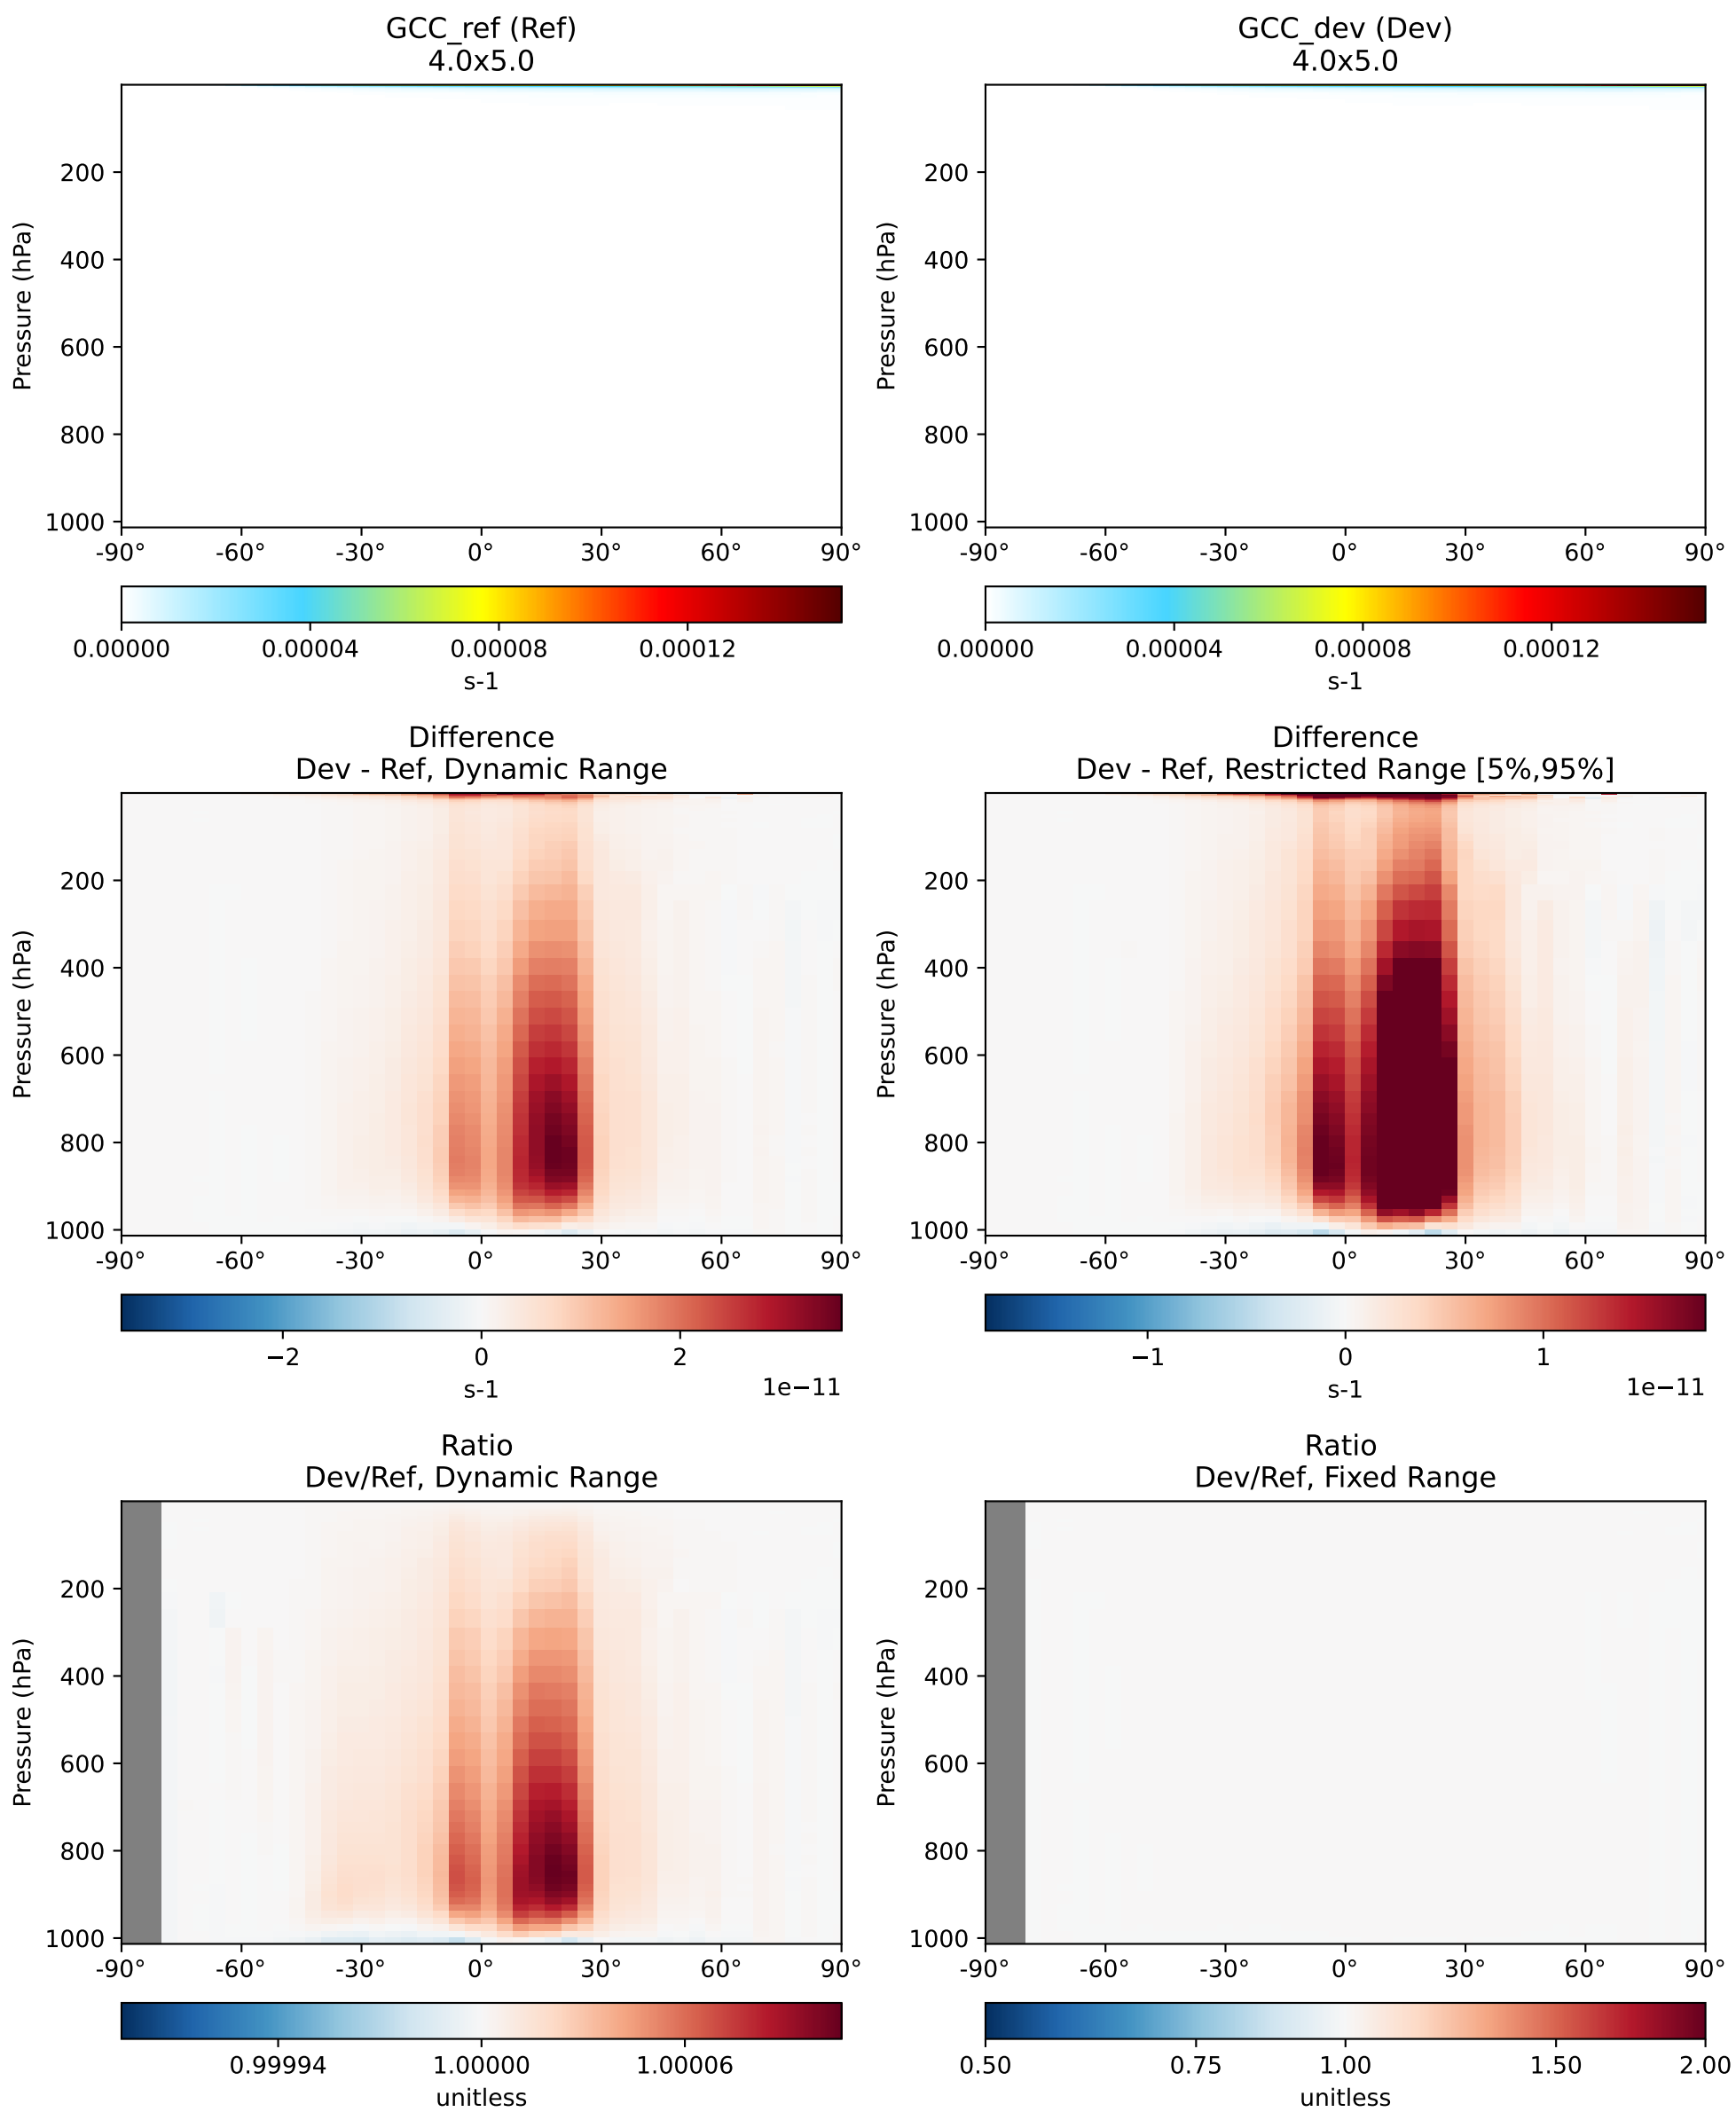 GCC_ref (Ref)
4.0x5.0
Pressure (hPa)
200
400
600
800
1000
-90° -60° -30° 0° 30° 60° 90°
0.00000 0.00004 0.00008 0.00012
s-1
GCC_dev (Dev)
4.0x5.0
Pressure (hPa)
200
400
600
800
1000
-90° -60° -30° 0° 30° 60° 90°
0.00000 0.00004 0.00008 0.00012
s-1
Difference
Dev - Ref, Dynamic Range
Pressure (hPa)
200
400
600
800
1000
-90° -60° -30° 0° 30° 60° 90°
−2 0 2
1e−11
s-1
Difference
Dev - Ref, Restricted Range [5%,95%]
Pressure (hPa)
200
400
600
800
1000
-90° -60° -30° 0° 30° 60° 90°
−1 0 1
1e−11
s-1
Ratio
Dev/Ref, Dynamic Range
Pressure (hPa)
200
400
600
800
1000
-90° -60° -30° 0° 30° 60° 90°
0.99994 1.00000 1.00006
unitless
Ratio
Dev/Ref, Fixed Range
Pressure (hPa)
200
400
600
800
1000
-90° -60° -30° 0° 30° 60° 90°
0.50 0.75 1.00 1.50 2.00
unitless